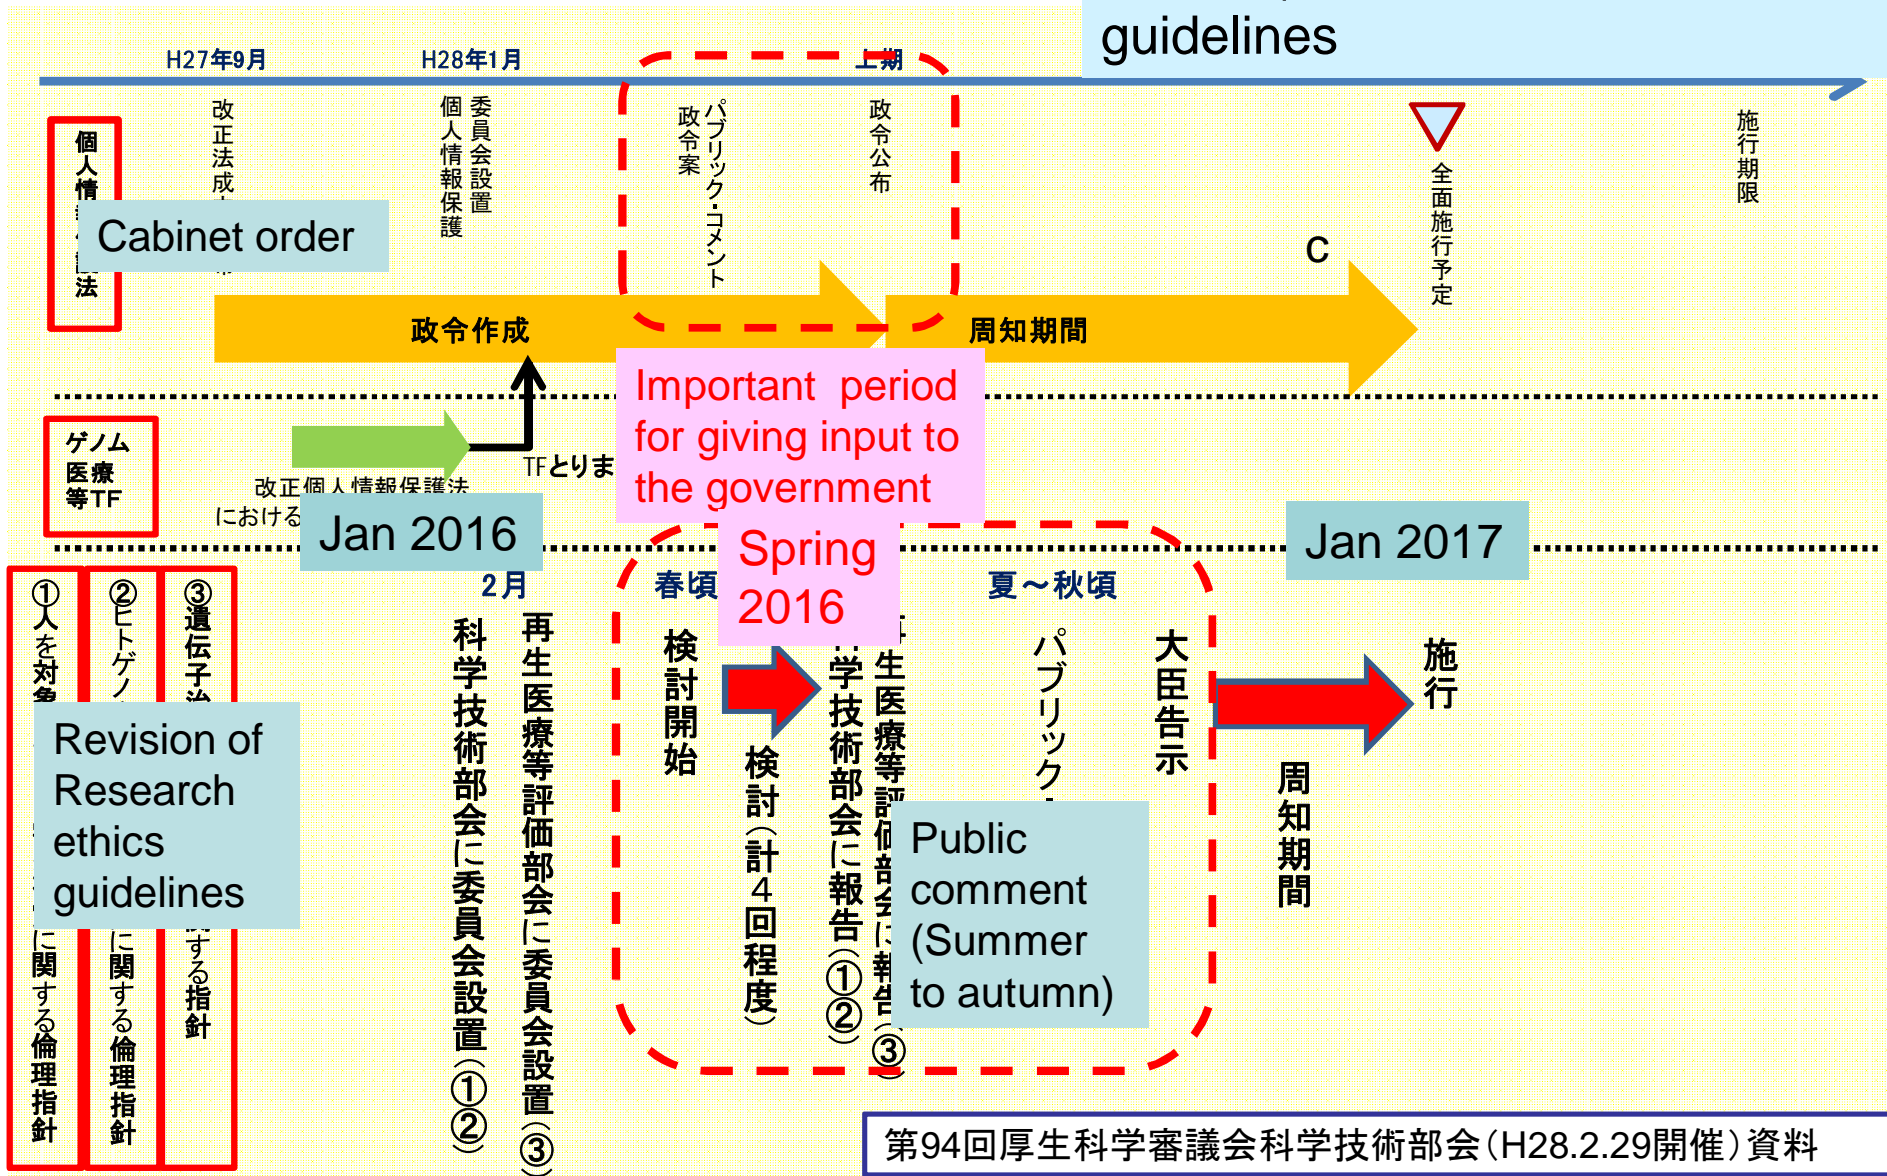 guidelines
H27年9月
H28年1月
上期
個人情
護法
改正法成
個人情報保護
委員会設置
政令案
パブリック・コメント
政令公布
全面施行予定
施行期限
Cabinet order
c
政令作成
周知期間
Important period
for giving input to
the government
ゲノム
医療
等TF
TFとりま
改正個人情報保護法
における
Jan 2016
Spring
2016
Jan 2017
2月
春頃
夏～秋頃
①人を対象
に関する倫理指針
②ヒトゲノ
に関する倫理指針
③遺伝子治
関する指針
Revision of
Research
ethics
guidelines
科学技術部会に委員会設置(①②)
再生医療等評価部会に委員会設置(③)
検討開始
検討(計4回程度)
科学技術部会に報告(①②)
生医療等評価部会に報告(③)
パブリック・
Public
comment
(Summer
to autumn)
大臣告示
周知期間
施行
第94回厚生科学審議会科学技術部会(H28.2.29開催)資料